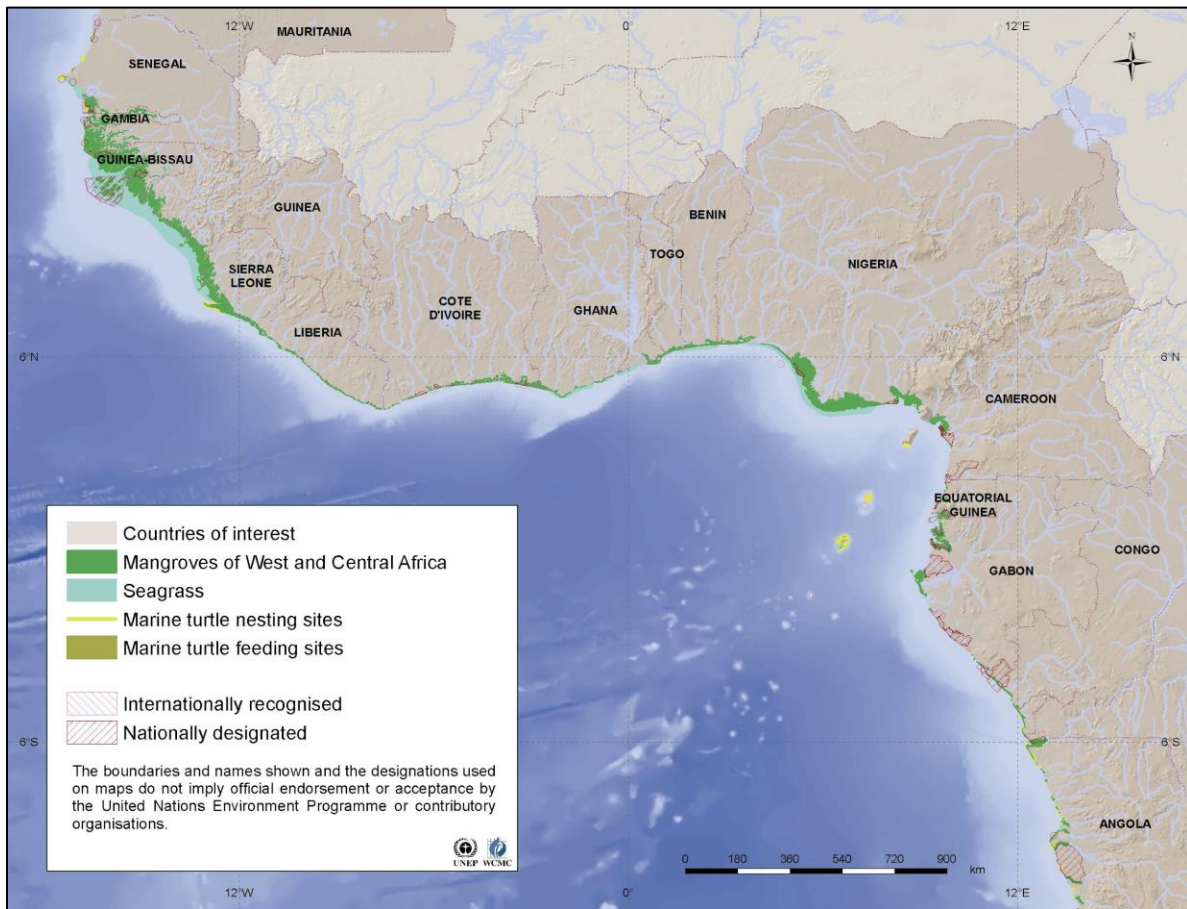 12°W
0°
12°E
N
MAURITANIA
SENEGAL
GAMBIA
GUINEA-BISSAU
GUINEA
SIERRA
LEONE
LIBERIA
COTE
D'IVOIRE
GHANA
TOGO
BENIN
NIGERIA
6°N
6°N
CAMEROON
EQUATORIAL
GUINEA
CONGO
GABON
ANGOLA
6°S
6°S
Countries of interest
Mangroves of West and Central Africa
Seagrass
Marine turtle nesting sites
Marine turtle feeding sites
Internationally recognised
Nationally designated
The boundaries and names shown and the designations used
on maps do not imply official endorsement or acceptance by
the United Nations Environment Programme or contributory
organisations.
UNEP WCMC
0 180 360 540 720 900
km
12°W
0°
12°E